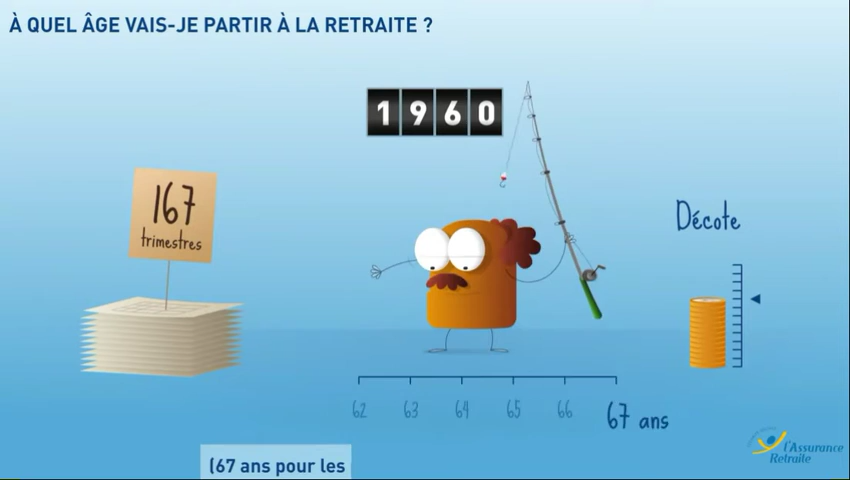 À QUEL ÂGE VAIS-JE PARTIR À LA RETRAITE ?
1960
167
trimestres
Décote
62 63 64 65 66 67 ans
l'Assurance
Retraite
(67 ans pour les